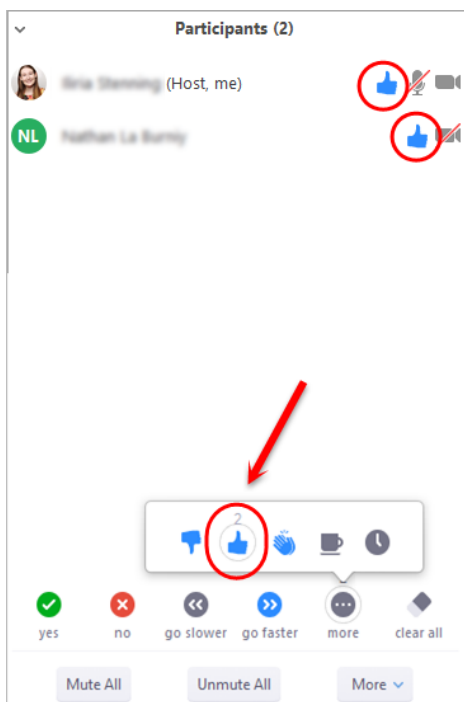 Participants (2)
(Host, me)
NL
2
yes no go slower go faster more clear all
Mute All Unmute All More